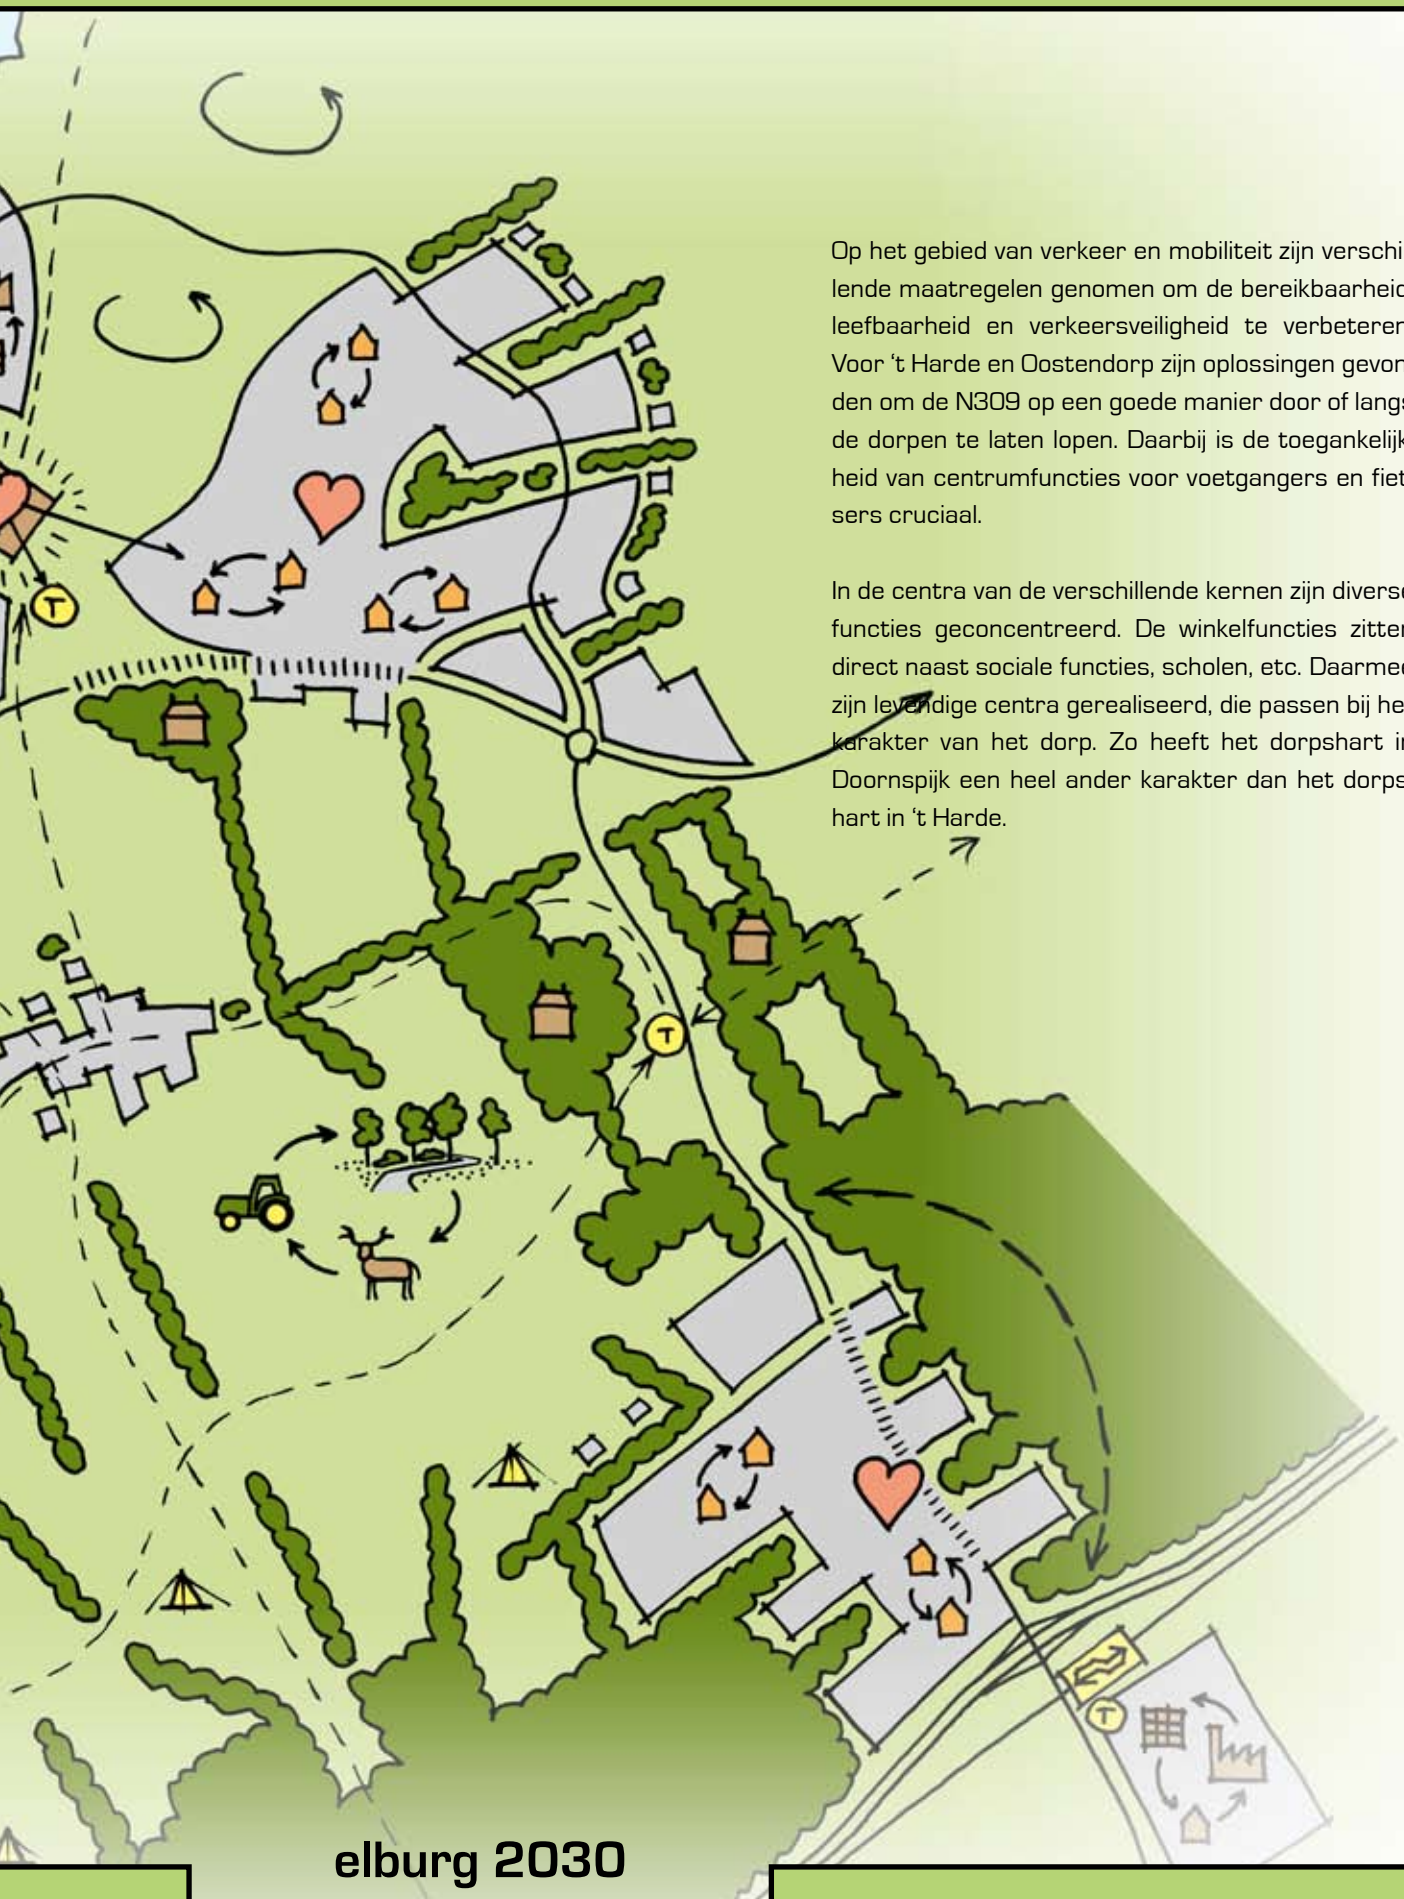 Op het gebied van verkeer en mobiliteit zijn verschi
lende maatregelen genomen om de bereikbaarheid
leefbaarheid en verkeersveiligheid te verbeteren
Voor ‘t Harde en Oostendorp zijn oplossingen gevon
den om de N309 op een goede manier door of langs
de dorpen te laten lopen. Daarbij is de toegankelijk
heid van centrumfuncties voor voetgangers en fiet
sers cruciaal.
In de centra van de verschillende kernen zijn diverse
functies geconcentreerd. De winkelfuncties zitten
direct naast sociale functies, scholen, etc. Daarmee
zijn levendige centra gerealiseerd, die passen bij he
karakter van het dorp. Zo heeft het dorpshart in
Doornspijk een heel ander karakter dan het dorps
hart in ‘t Harde.
T
T
T
elburg 2030